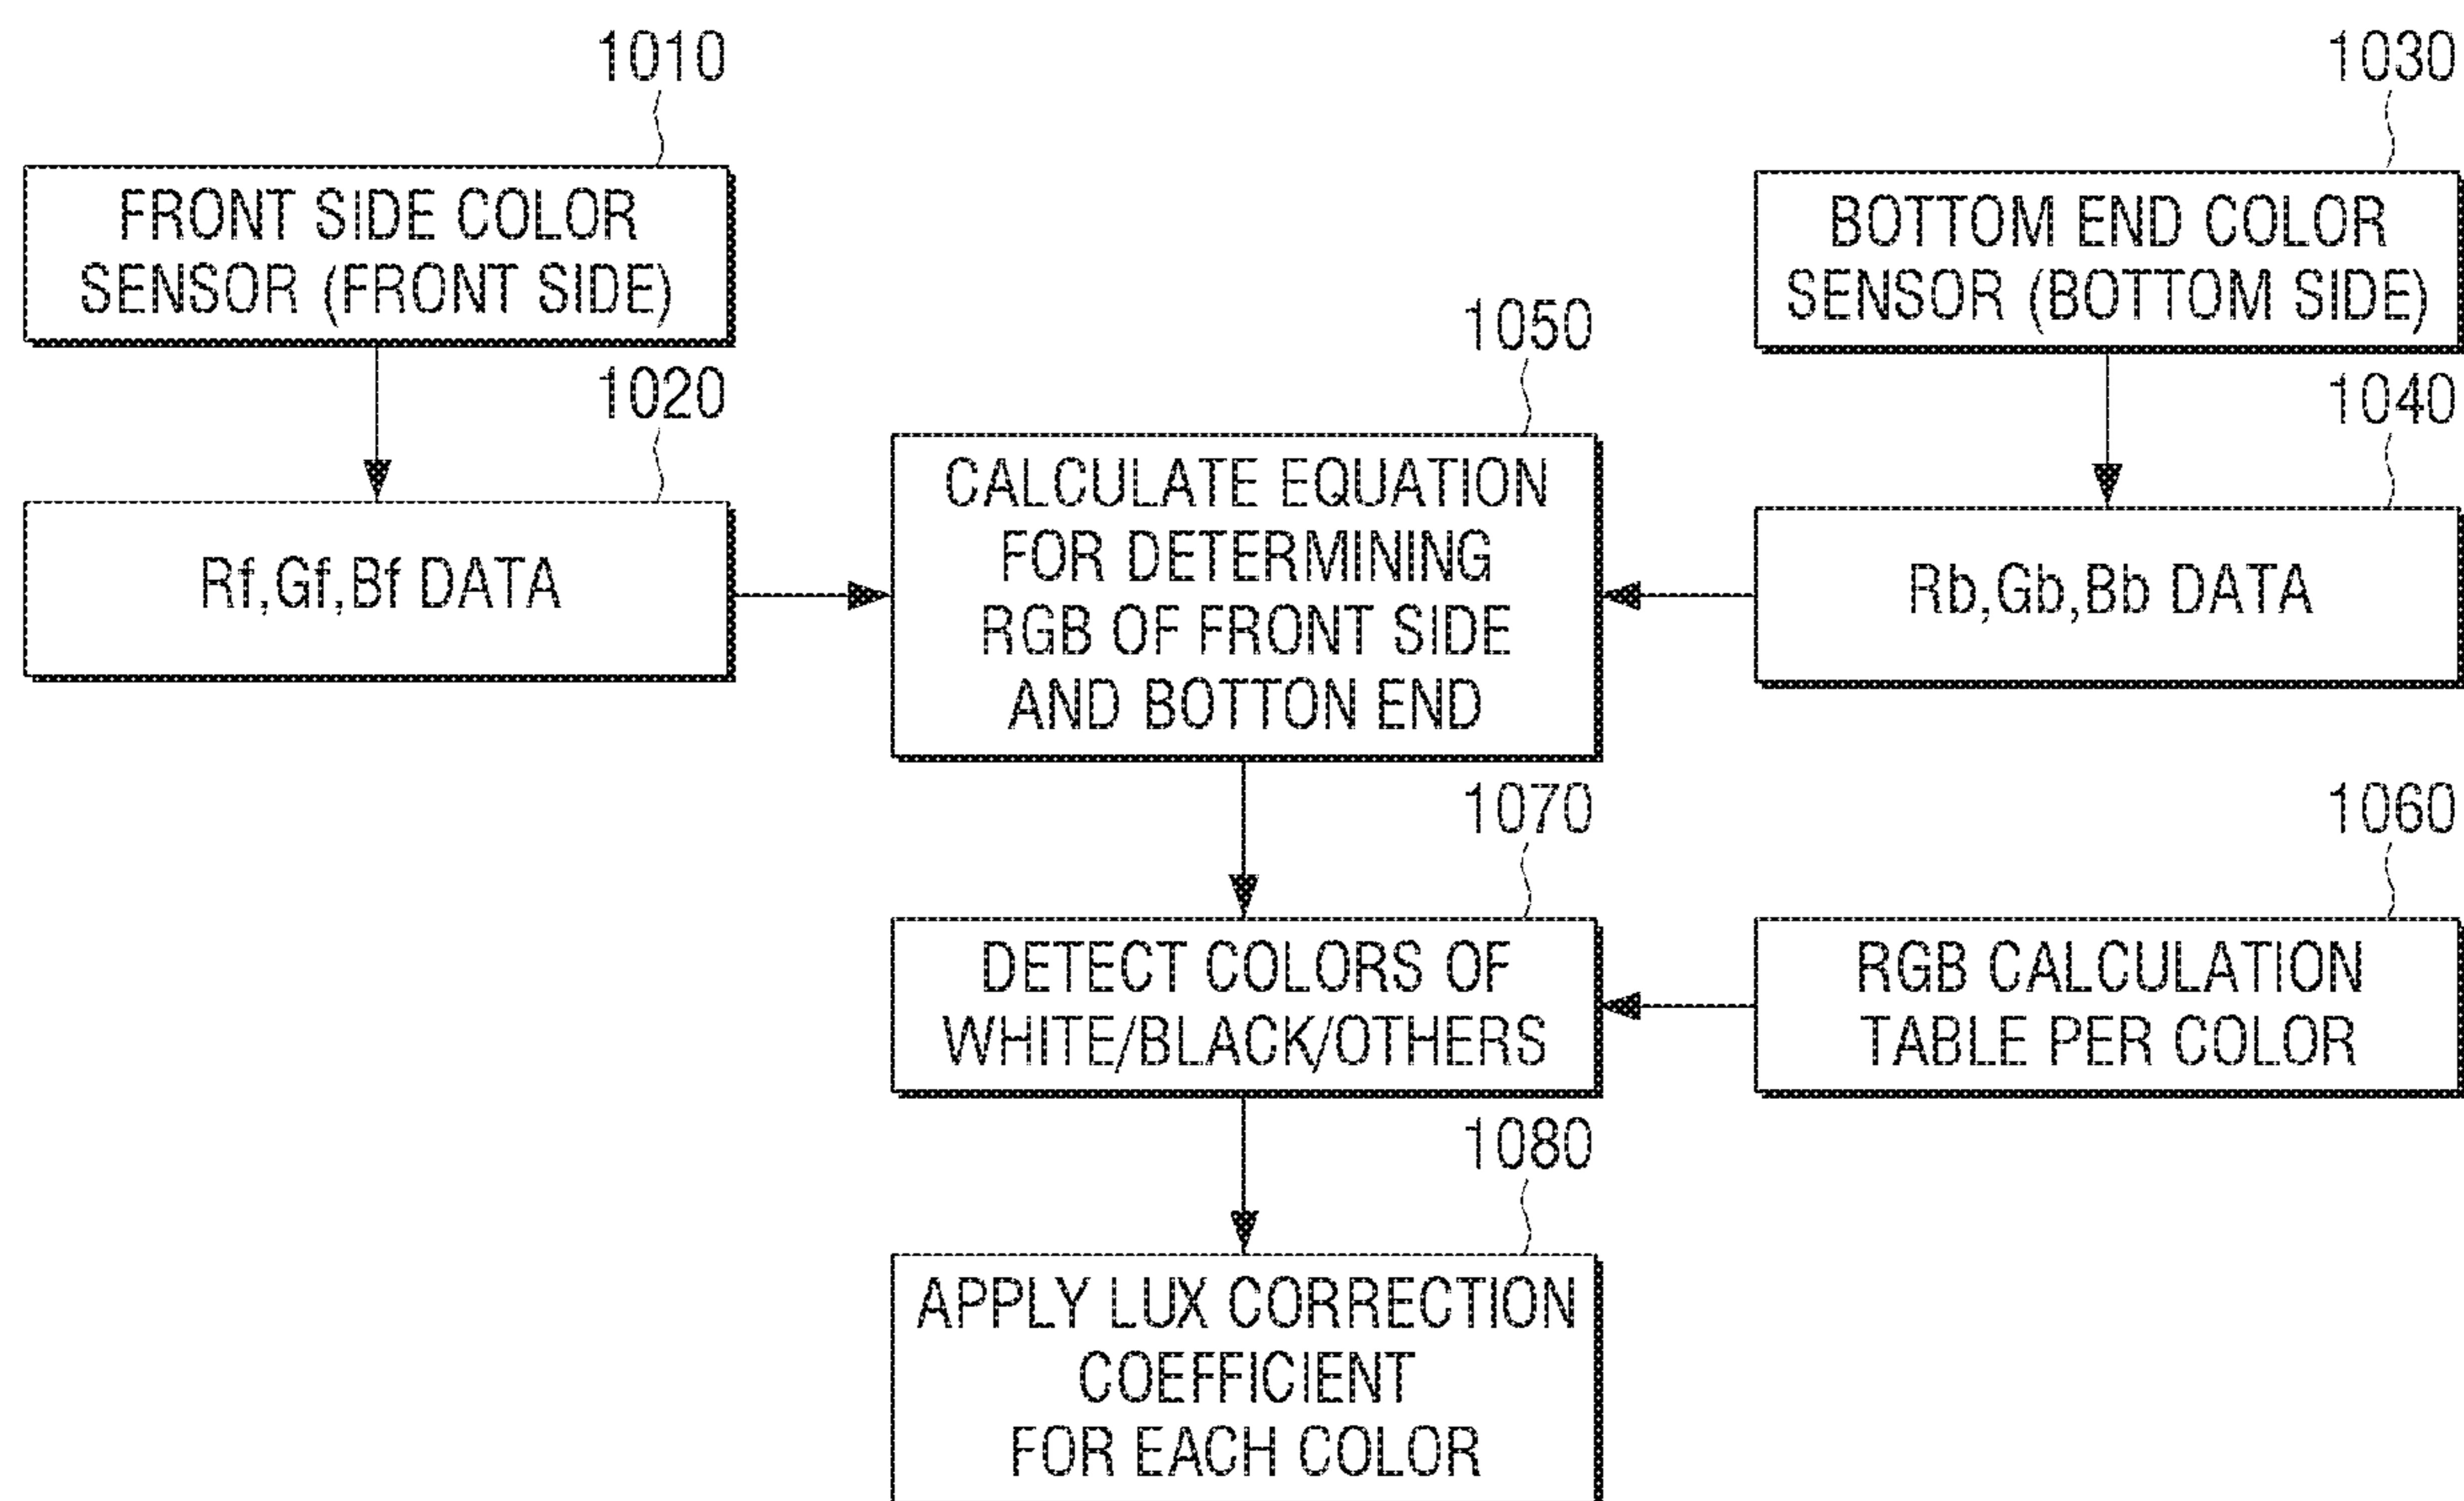 1010
FRONT SIDE COLOR
SENSOR (FRONT SIDE)
1030
BOTTOM END COLOR
SENSOR (BOTTOM SIDE)
1020
Rf,Gf,Bf DATA
1050
CALCULATE EQUATION
FOR DETERMINING
RGB OF FRONT SIDE
AND BOTTON END
1040
Rb,Gb,Bb DATA
1070
DETECT COLORS OF
WHITE/BLACK/OTHERS
1060
RGB CALCULATION
TABLE PER COLOR
1080
APPLY LUX CORRECTION
COEFFICIENT
FOR EACH COLOR